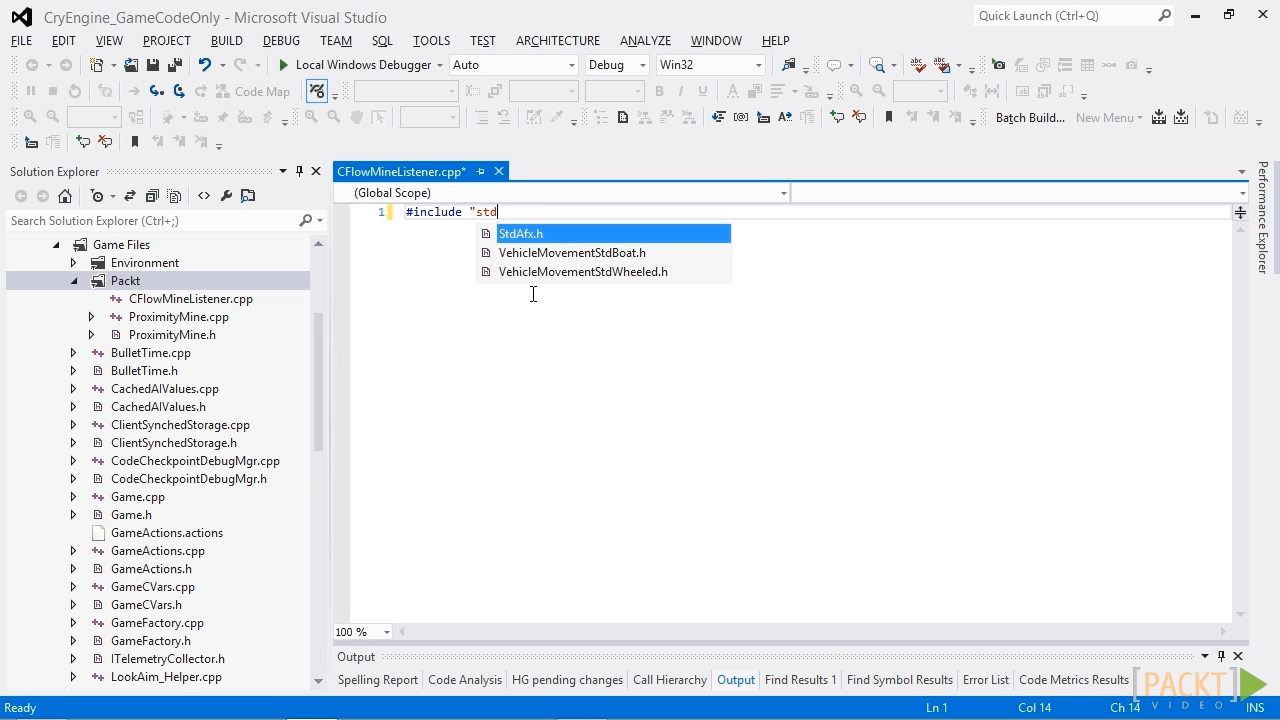 CryEngine_GameCodeOnly - Microsoft Visual Studio
Quick Launch (Ctrl+Q)
FILE EDIT VIEW PROJECT BUILD DEBUG TEAM SQL TOOLS TEST ARCHITECTURE ANALYZE WINDOW HELP
Local Windows Debugger Auto Debug Win32
Code Map
Batch Build... New Menu
Solution Explorer
CFlowMineListener.cpp*
(Global Scope)
Search Solution Explorer (Ctrl+;)
1 #include "std
StdAfx.h
VehicleMovementStdBoat.h
VehicleMovementStdWheeled.h
Game Files
Environment
Packt
CFlowMineListener.cpp
ProximityMine.cpp
ProximityMine.h
BulletTime.cpp
BulletTime.h
CachedAIValues.cpp
CachedAIValues.h
ClientSynchedStorage.cpp
ClientSynchedStorage.h
CodeCheckpointDebugMgr.cpp
CodeCheckpointDebugMgr.h
Game.cpp
Game.h
GameActions.actions
GameActions.cpp
GameActions.h
GameCVars.cpp
GameCVars.h
GameFactory.cpp
GameFactory.h
ITelemetryCollector.h
LookAim_Helper.cpp
Performance Explorer
100 %
Output
Spelling Report Code Analysis HG pending changes Call Hierarchy Output Find Results 1 Find Symbol Results Error List Code Metrics Results
[PACKT]
VIDEO
Ready Ln 1 Col 14 Ch 14 INS